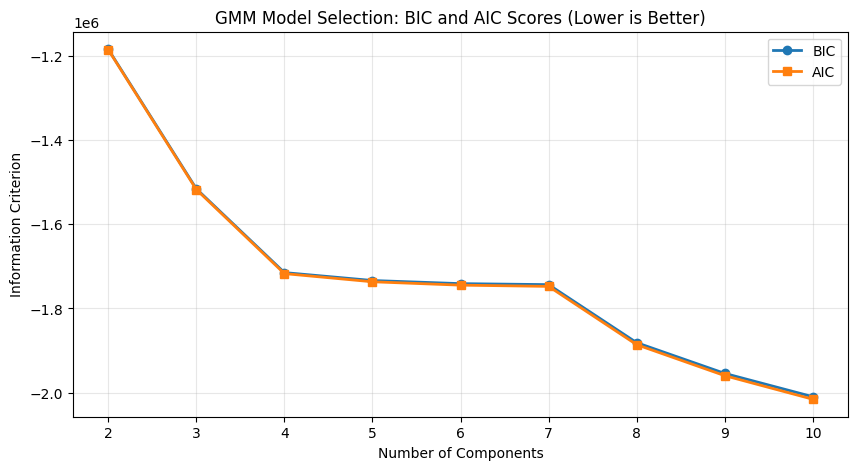 GMM Model Selection: BIC and AIC Scores (Lower is Better)
1e6
BIC
AIC
−1.2
−1.4
−1.6
−1.8
−2.0
Information Criterion
2 3 4 5 6 7 8 9 10
Number of Components